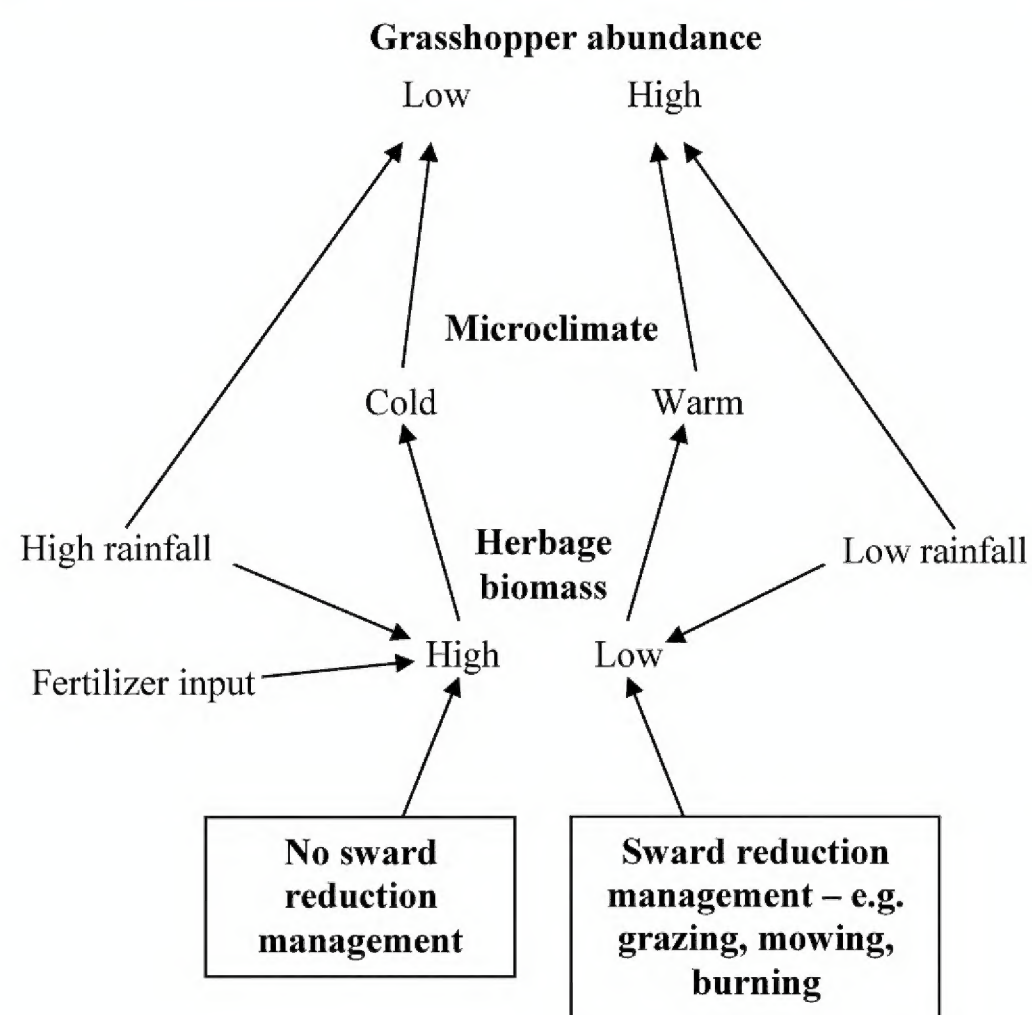 Grasshopper abundance
Low High
Microclimate
Cold Warm
Herbage
biomass
High rainfall Low rainfall
High Low
Fertilizer input
No sward
reduction
management
Sward reduction
management – e.g.
grazing, mowing,
burning